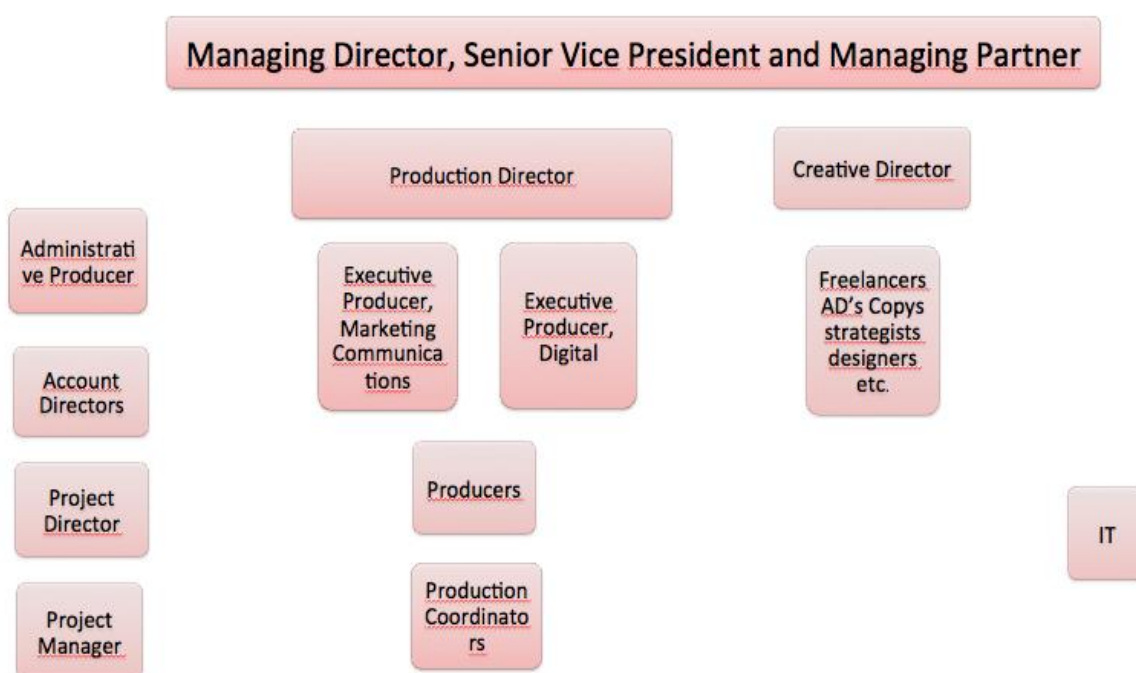 Managing Director, Senior Vice President and Managing Partner
Production Director
Creative Director
Administrati
ve Producer
Executive
Producer,
Marketing
Communica
tions
Executive
Producer,
Digital
Freelancers
AD's Copys
strategists
designers
etc.
Account
Directors
Producers
Project
Director
IT
Production
Coordinato
rs
Project
Manager